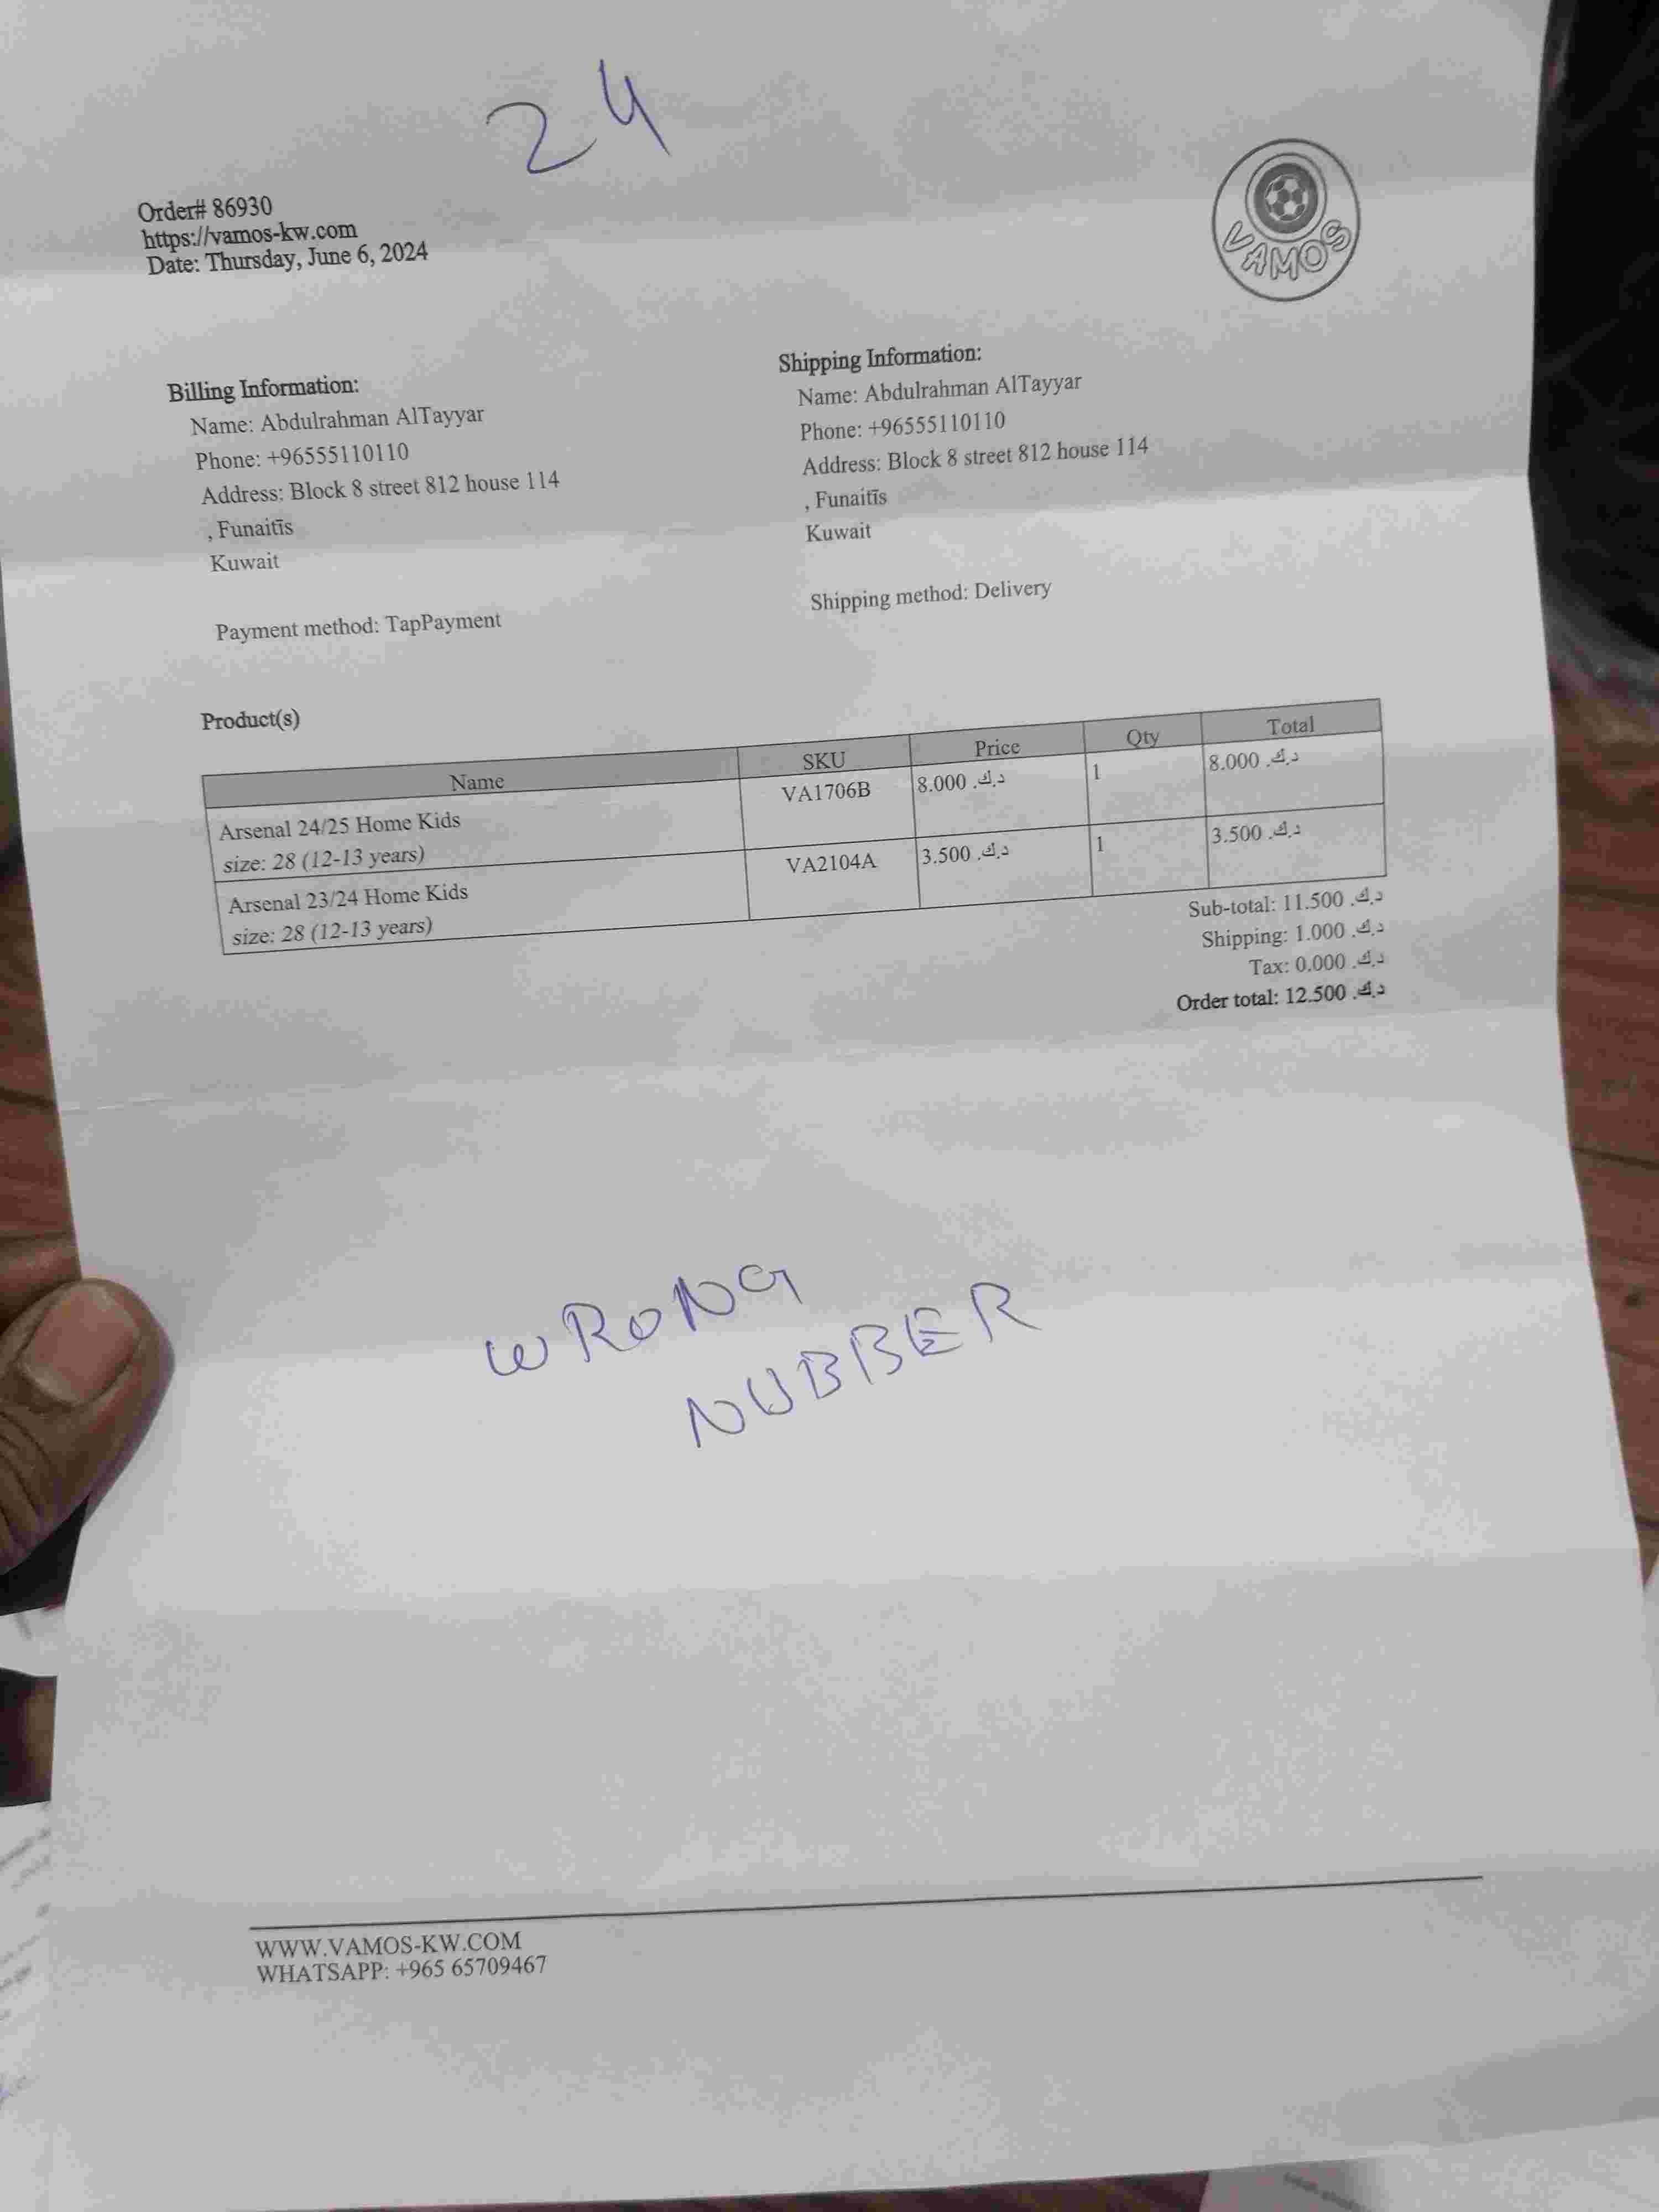 24
Order# 86930
https://vamos-kw.com
Date: Thursday, June 6, 2024
VAMOS
Billing Information:
Name: Abdulrahman AlTayyar
Phone: +96555110110
Address: Block 8 street 812 house 114
, Funaitīs
Kuwait
Payment method: TapPayment
Shipping Information:
Name: Abdulrahman AlTayyar
Phone: +96555110110
Address: Block 8 street 812 house 114
, Funaitīs
Kuwait
Shipping method: Delivery
Product(s)
Name SKU Price Qty Total
Arsenal 24/25 Home Kids VA1706B 8.000 د.ك. 1 8.000 د.ك.
size: 28 (12-13 years)
Arsenal 23/24 Home Kids VA2104A 3.500 د.ك. 1 3.500 د.ك.
size: 28 (12-13 years)
Sub-total: 11.500 د.ك.
Shipping: 1.000 د.ك.
Tax: 0.000 د.ك.
Order total: 12.500 د.ك.
WRONG
NUBBER
WWW.VAMOS-KW.COM
WHATSAPP: +965 65709467